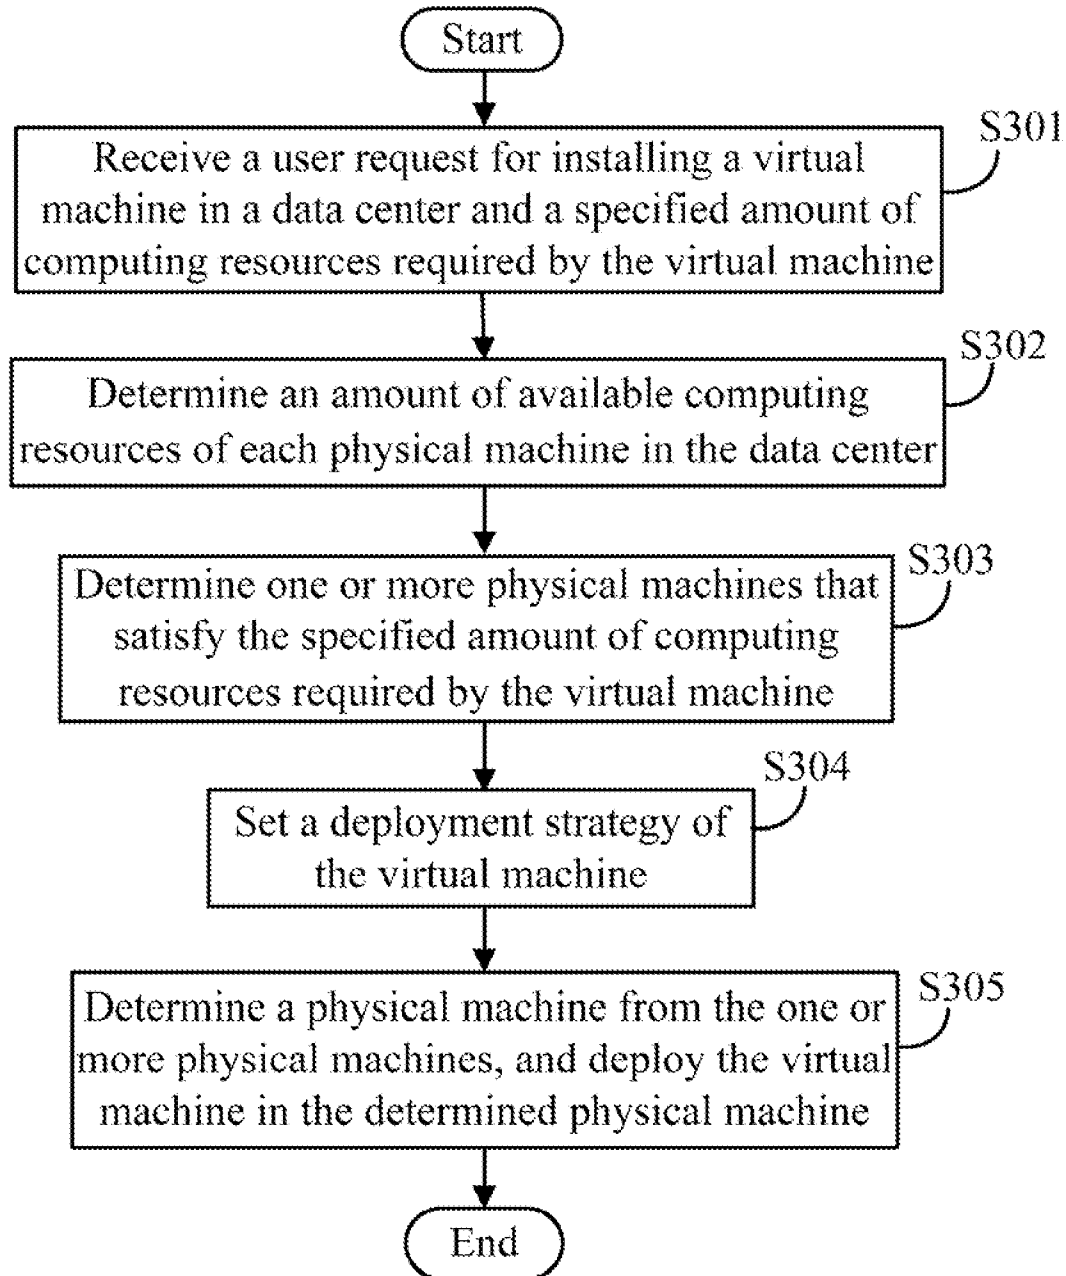 Start
S301
Receive a user request for installing a virtual
machine in a data center and a specified amount of
computing resources required by the virtual machine
S302
Determine an amount of available computing
resources of each physical machine in the data center
S303
Determine one or more physical machines that
satisfy the specified amount of computing
resources required by the virtual machine
S304
Set a deployment strategy of
the virtual machine
S305
Determine a physical machine from the one or
more physical machines, and deploy the virtual
machine in the determined physical machine
End